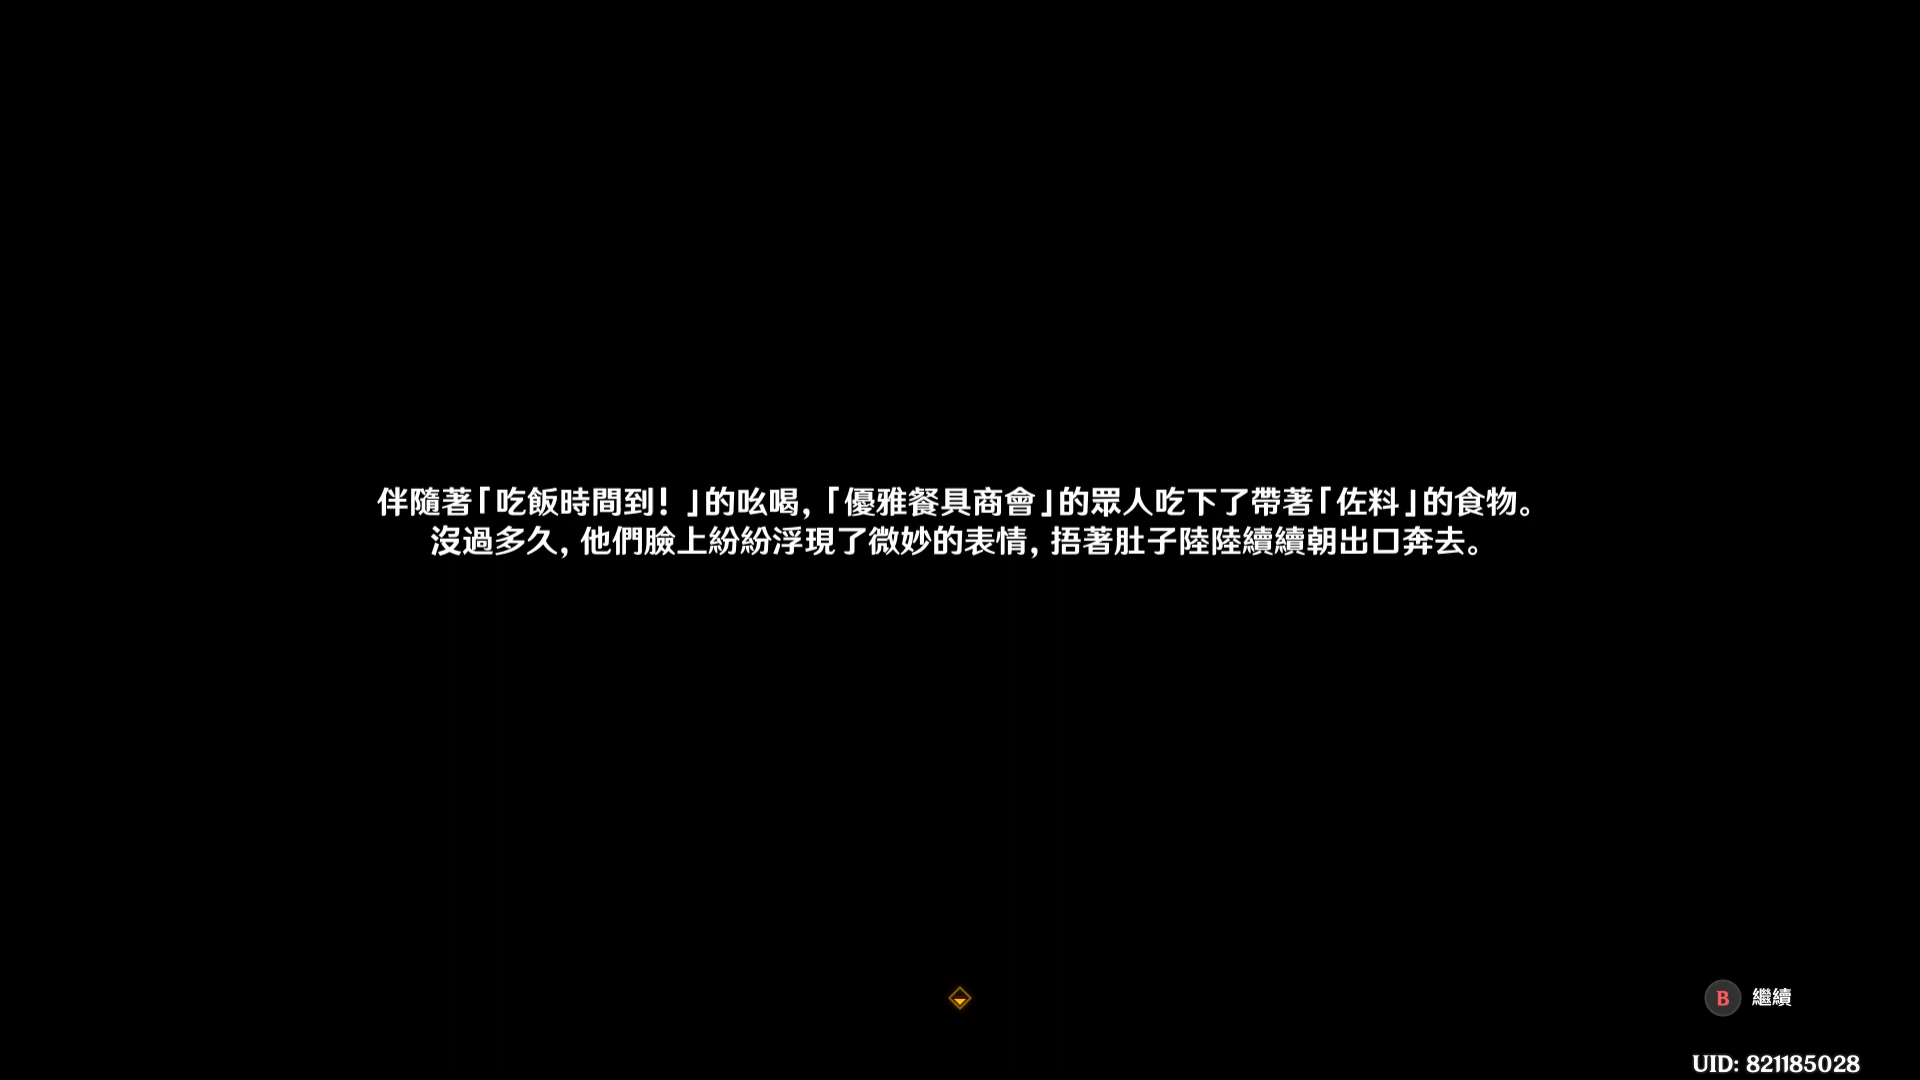 伴隨著「吃飯時間到！」的吆喝，「優雅餐具商會」的眾人吃下了帶著「佐料」的食物。
沒過多久，他們臉上紛紛浮現了微妙的表情，捂著肚子陸陸續續朝出口奔去。
B 繼續
UID: 821185028